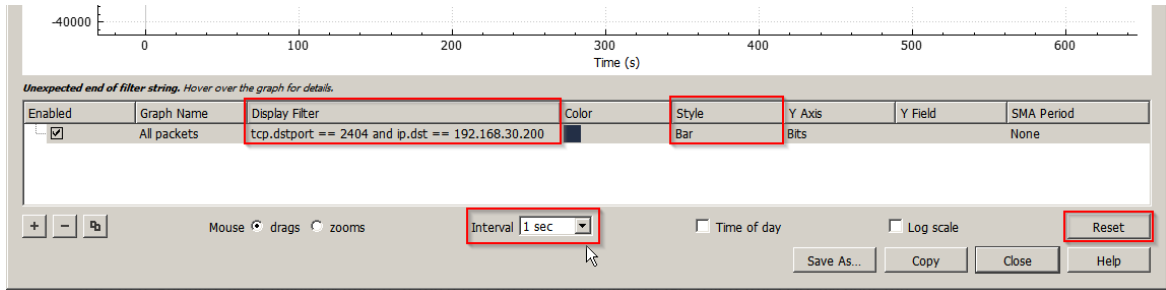 -40000
0 100 200 300 400 500 600
Time (s)
Unexpected end of filter string. Hover over the graph for details.
Enabled Graph Name Display Filter Color Style Y Axis Y Field SMA Period
All packets tcp.dstport == 2404 and ip.dst == 192.168.30.200 Bar Bits None
+ − Mouse drags zooms Interval 1 sec Time of day Log scale Reset
Save As... Copy Close Help